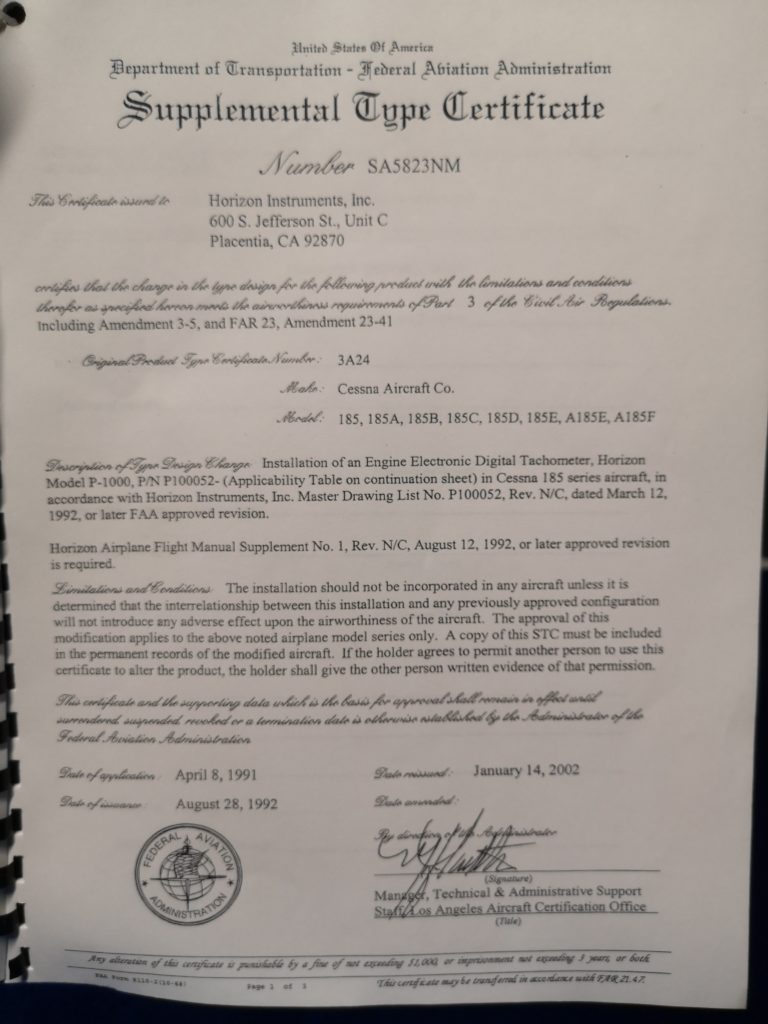 United States Of America
Department of Transportation - Federal Aviation Administration
Supplemental Type Certificate
Number SA5823NM
This Certificate issued to Horizon Instruments, Inc.
600 S. Jefferson St., Unit C
Placentia, CA 92870
certifies that the change in the type design for the following product with the limitations and conditions
therefor as specified hereon meets the airworthiness requirements of Part 3 of the Civil Air Regulations.
Including Amendment 3-5, and FAR 23, Amendment 23-41
Original Product Type Certificate Number: 3A24
Make: Cessna Aircraft Co.
Model: 185, 185A, 185B, 185C, 185D, 185E, A185E, A185F
Description of Type Design Change: Installation of an Engine Electronic Digital Tachometer, Horizon
Model P-1000, P/N P100052- (Applicability Table on continuation sheet) in Cessna 185 series aircraft, in
accordance with Horizon Instruments, Inc. Master Drawing List No. P100052, Rev. N/C, dated March 12,
1992, or later FAA approved revision.
Horizon Airplane Flight Manual Supplement No. 1, Rev. N/C, August 12, 1992, or later approved revision
is required.
Limitations and Conditions: The installation should not be incorporated in any aircraft unless it is
determined that the interrelationship between this installation and any previously approved configuration
will not introduce any adverse effect upon the airworthiness of the aircraft. The approval of this
modification applies to the above noted airplane model series only. A copy of this STC must be included
in the permanent records of the modified aircraft. If the holder agrees to permit another person to use this
certificate to alter the product, the holder shall give the other person written evidence of that permission.
This certificate and the supporting data which is the basis for approval shall remain in effect until
surrendered, suspended, revoked or a termination date is otherwise established by the Administrator of the
Federal Aviation Administration
Date of application: April 8, 1991 Date reissued: January 14, 2002
Date of issuance: August 28, 1992 Date amended:
By direction of the Administrator
FEDERAL AVIATION
ADMINISTRATION
(Signature)
Manager, Technical & Administrative Support
Staff, Los Angeles Aircraft Certification Office
(Title)
Any alteration of this certificate is punishable by a fine of not exceeding $1,000, or imprisonment not exceeding 3 years, or both.
FAA Form 8110-2(10-68) Page 1 of 3 This certificate may be transferred in accordance with FAR 21.47.